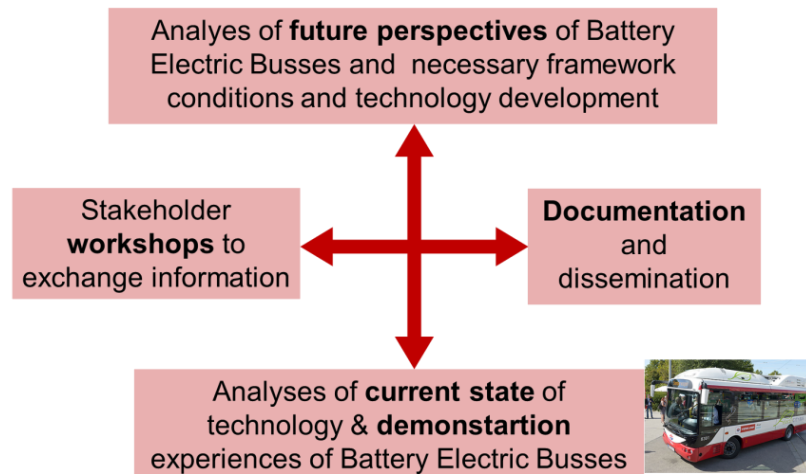 Analyes of future perspectives of Battery
Electric Busses and necessary framework
conditions and technology development
Stakeholder
workshops to
exchange information
Documentation
and
dissemination
Analyses of current state of
technology & demonstartion
experiences of Battery Electric Busses